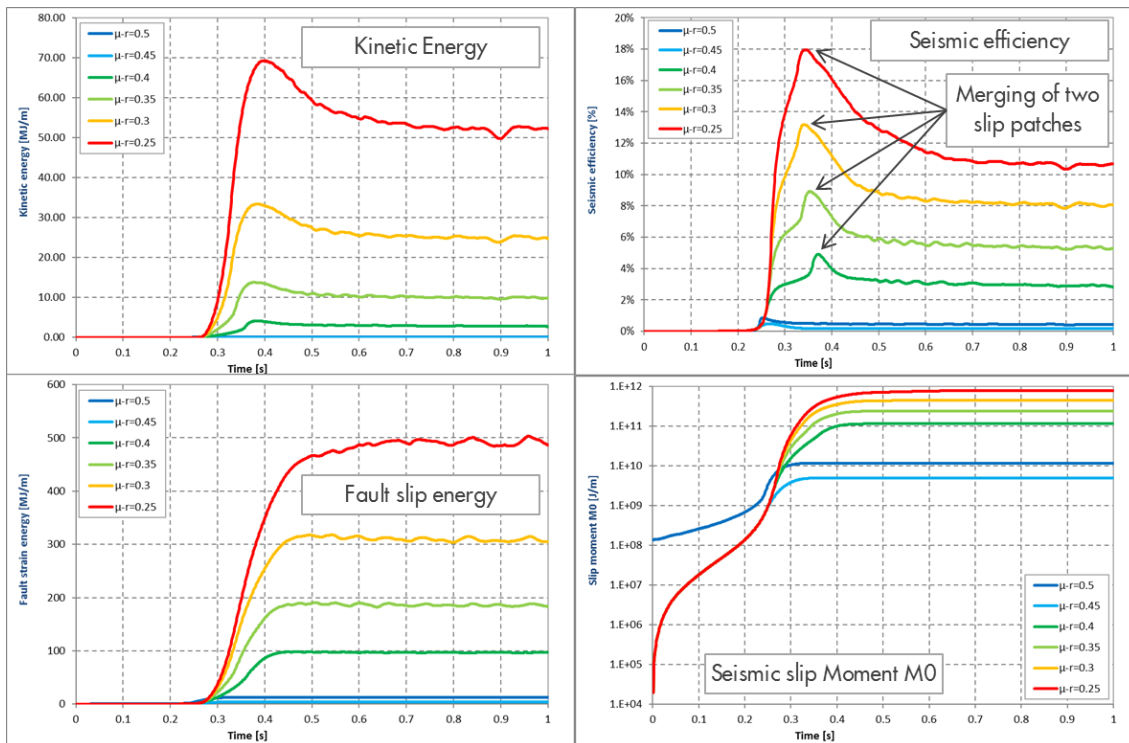 Kinetic Energy
80.00
70.00
60.00
50.00
40.00
30.00
20.00
10.00
0.00
Kinetic energy [MJ/m]
μ-r=0.5
μ-r=0.45
μ-r=0.4
μ-r=0.35
μ-r=0.3
μ-r=0.25
0 0.1 0.2 0.3 0.4 0.5 0.6 0.7 0.8 0.9 1
Time [s]
Seismic efficiency
Merging of two
slip patches
20%
18%
16%
14%
12%
10%
8%
6%
4%
2%
0%
Seismic efficiency [%]
μ-r=0.5
μ-r=0.45
μ-r=0.4
μ-r=0.35
μ-r=0.3
μ-r=0.25
0 0.1 0.2 0.3 0.4 0.5 0.6 0.7 0.8 0.9 1
Time [s]
Fault slip energy
600
500
400
300
200
100
0
Fault strain energy [MJ/m]
μ-r=0.5
μ-r=0.45
μ-r=0.4
μ-r=0.35
μ-r=0.3
μ-r=0.25
0 0.1 0.2 0.3 0.4 0.5 0.6 0.7 0.8 0.9 1
Time [s]
1.E+12
1.E+11
1.E+10
1.E+09
1.E+08
1.E+07
1.E+06
1.E+05
1.E+04
Slip moment M0 [J/m]
μ-r=0.5
μ-r=0.45
μ-r=0.4
μ-r=0.35
μ-r=0.3
μ-r=0.25
Seismic slip Moment M0
0 0.1 0.2 0.3 0.4 0.5 0.6 0.7 0.8 0.9 1
Time [s]